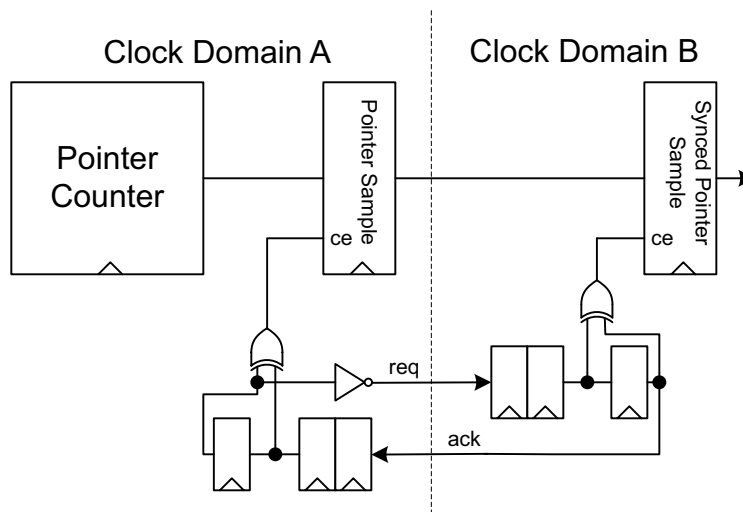 Clock Domain A
Clock Domain B
Pointer
Counter
Pointer Sample
ce
Synced Pointer
Sample
ce
req
ack